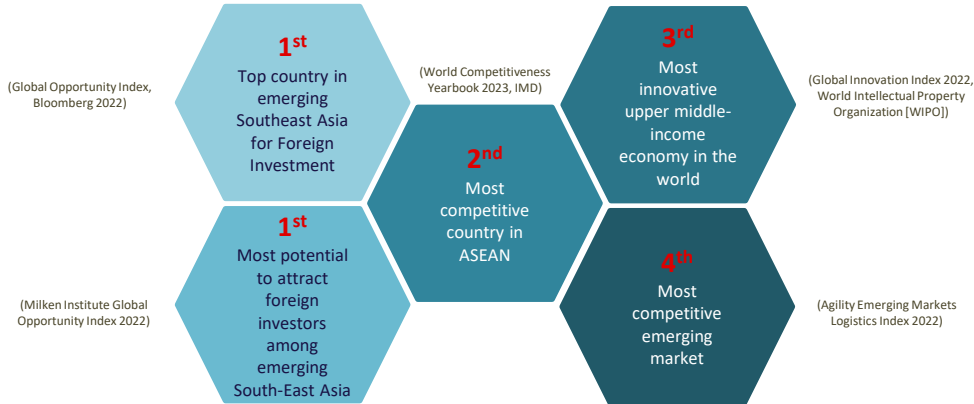 1st
Top country in
emerging
Southeast Asia
for Foreign
Investment
(Global Opportunity Index,
Bloomberg 2022)
1st
Most potential
to attract
foreign
investors
among
emerging
South-East Asia
(Milken Institute Global
Opportunity Index 2022)
(World Competitiveness
Yearbook 2023, IMD)
2nd
Most
competitive
country in
ASEAN
3rd
Most
innovative
upper middle-
income
economy in the
world
(Global Innovation Index 2022,
World Intellectual Property
Organization [WIPO])
4th
Most
competitive
emerging
market
(Agility Emerging Markets
Logistics Index 2022)